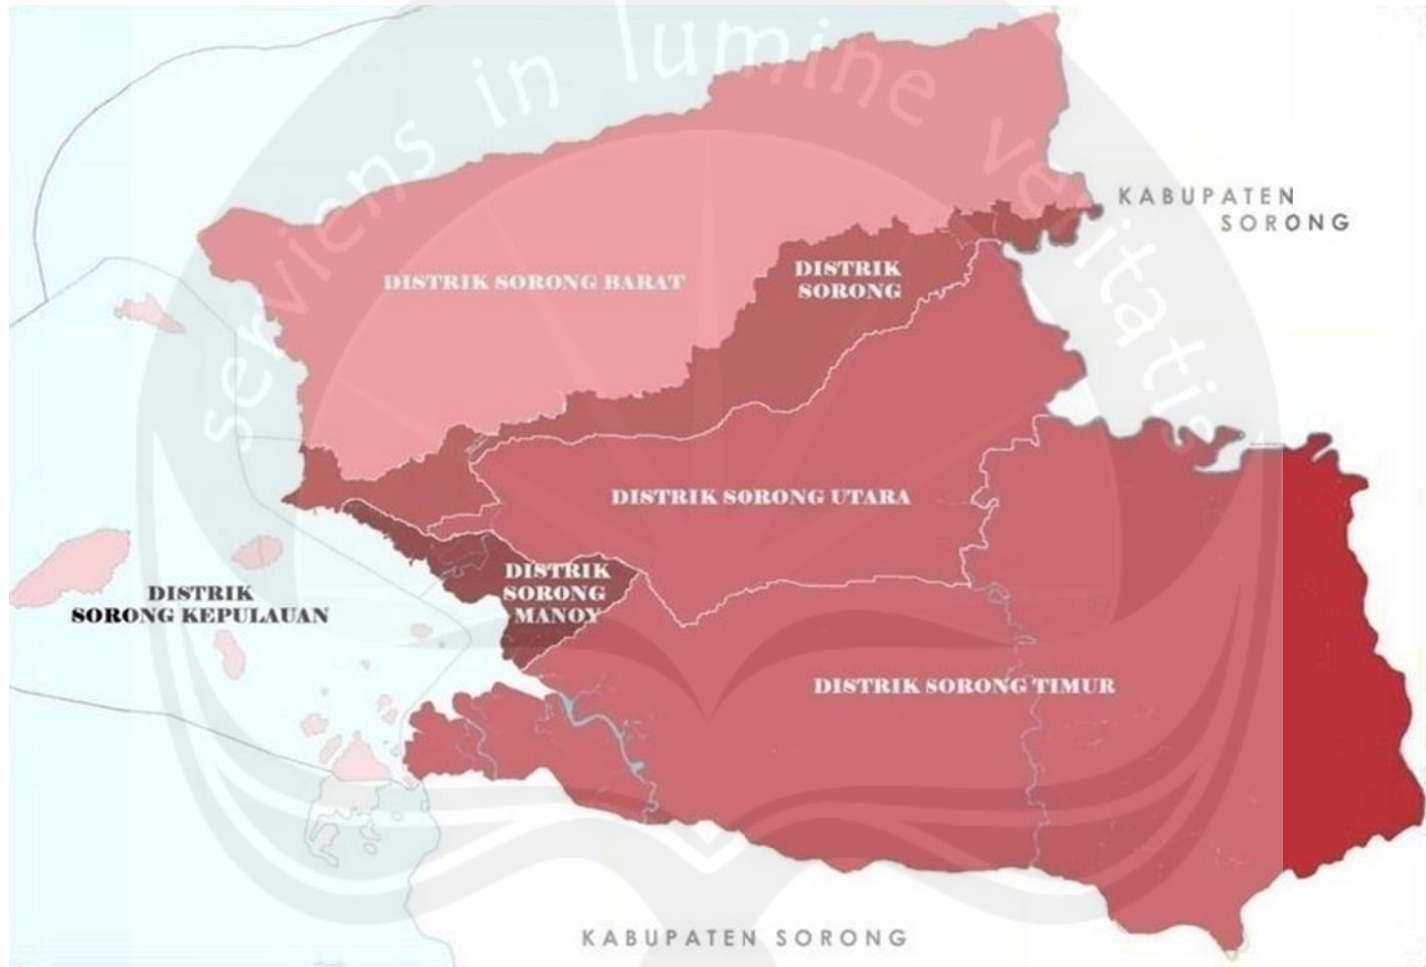 serviens in lumine veritatis
KABUPATEN
SORONG
DISTRIK SORONG BARAT
DISTRIK
SORONG
DISTRIK SORONG UTARA
DISTRIK
SORONG
MANOY
DISTRIK
SORONG KEPULAUAN
DISTRIK SORONG TIMUR
KABUPATEN SORONG